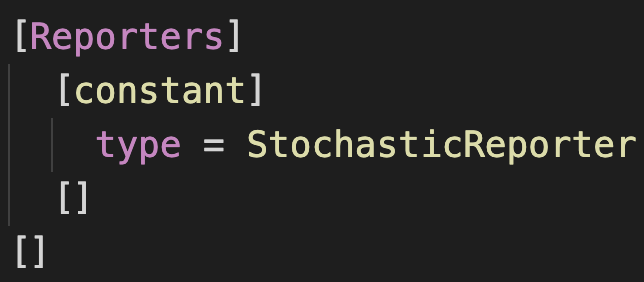 [Reporters]
[constant]
type = StochasticReporter
[]
[]